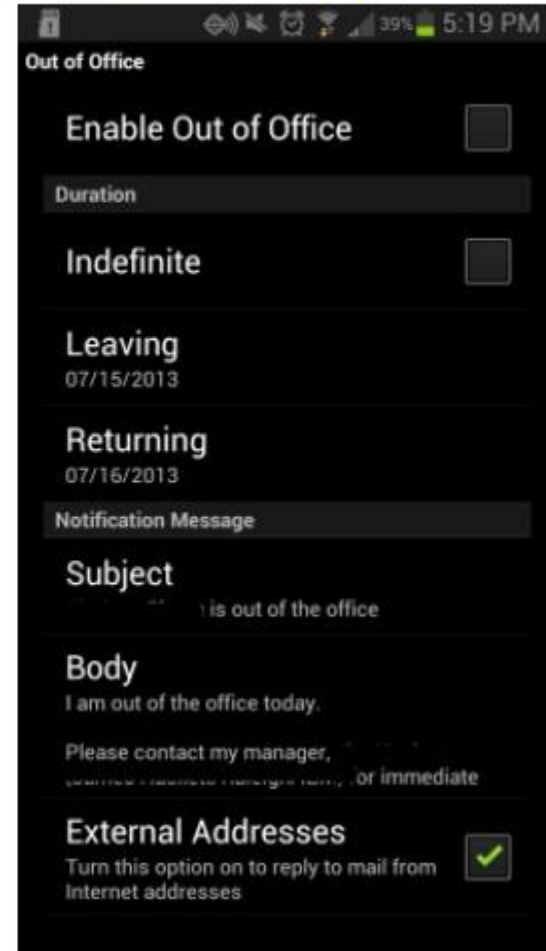 39% 5:19 PM
Out of Office
Enable Out of Office
Duration
Indefinite
Leaving
07/15/2013
Returning
07/16/2013
Notification Message
Subject
is out of the office
Body
I am out of the office today.
Please contact my manager,
for immediate
External Addresses
Turn this option on to reply to mail from
Internet addresses